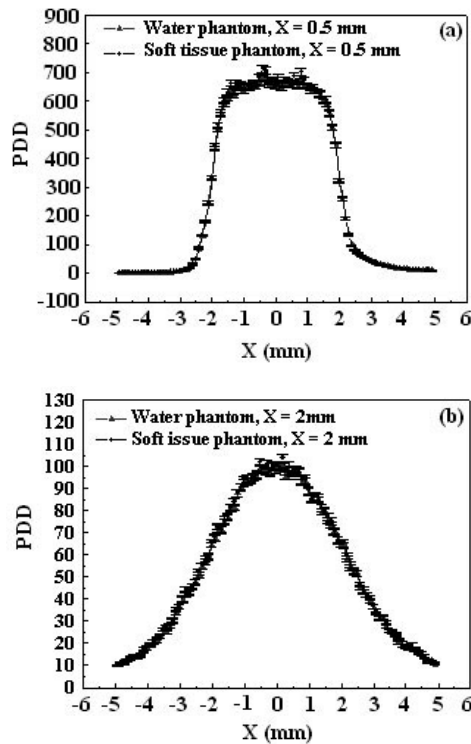 (a)
Water phantom, X = 0.5 mm
Soft tissue phantom, X = 0.5 mm
PDD
900
800
700
600
500
400
300
200
100
0
-100
-6 -5 -4 -3 -2 -1 0 1 2 3 4 5 6
X (mm)
(b)
Water phantom, X = 2mm
Soft issue phantom, X = 2 mm
PDD
130
120
110
100
90
80
70
60
50
40
30
20
10
0
-6 -5 -4 -3 -2 -1 0 1 2 3 4 5 6
X (mm)